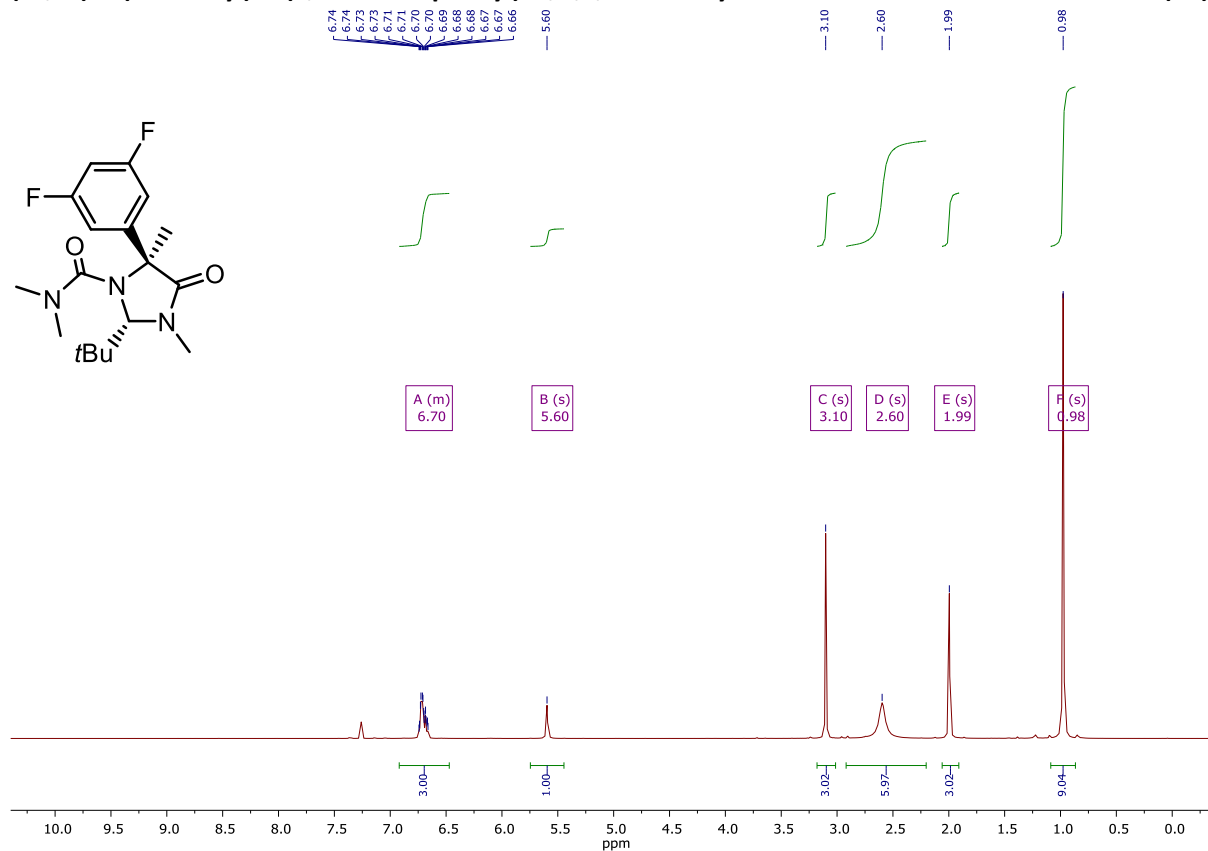 6.74 6.74 6.73 6.73 6.71 6.71 6.70 6.70 6.69 6.68 6.68 6.67 6.67 6.66 5.60 3.10 2.60 1.99 0.98
F
F
O
N
O
N
N
tBu
A (m) B (s) C (s) D (s) E (s) F (s)
6.70 5.60 3.10 2.60 1.99 0.98
3.00 1.00 3.02 5.97 3.02 9.04
10.0 9.5 9.0 8.5 8.0 7.5 7.0 6.5 6.0 5.5 5.0 4.5 4.0 3.5 3.0 2.5 2.0 1.5 1.0 0.5 0.0
ppm